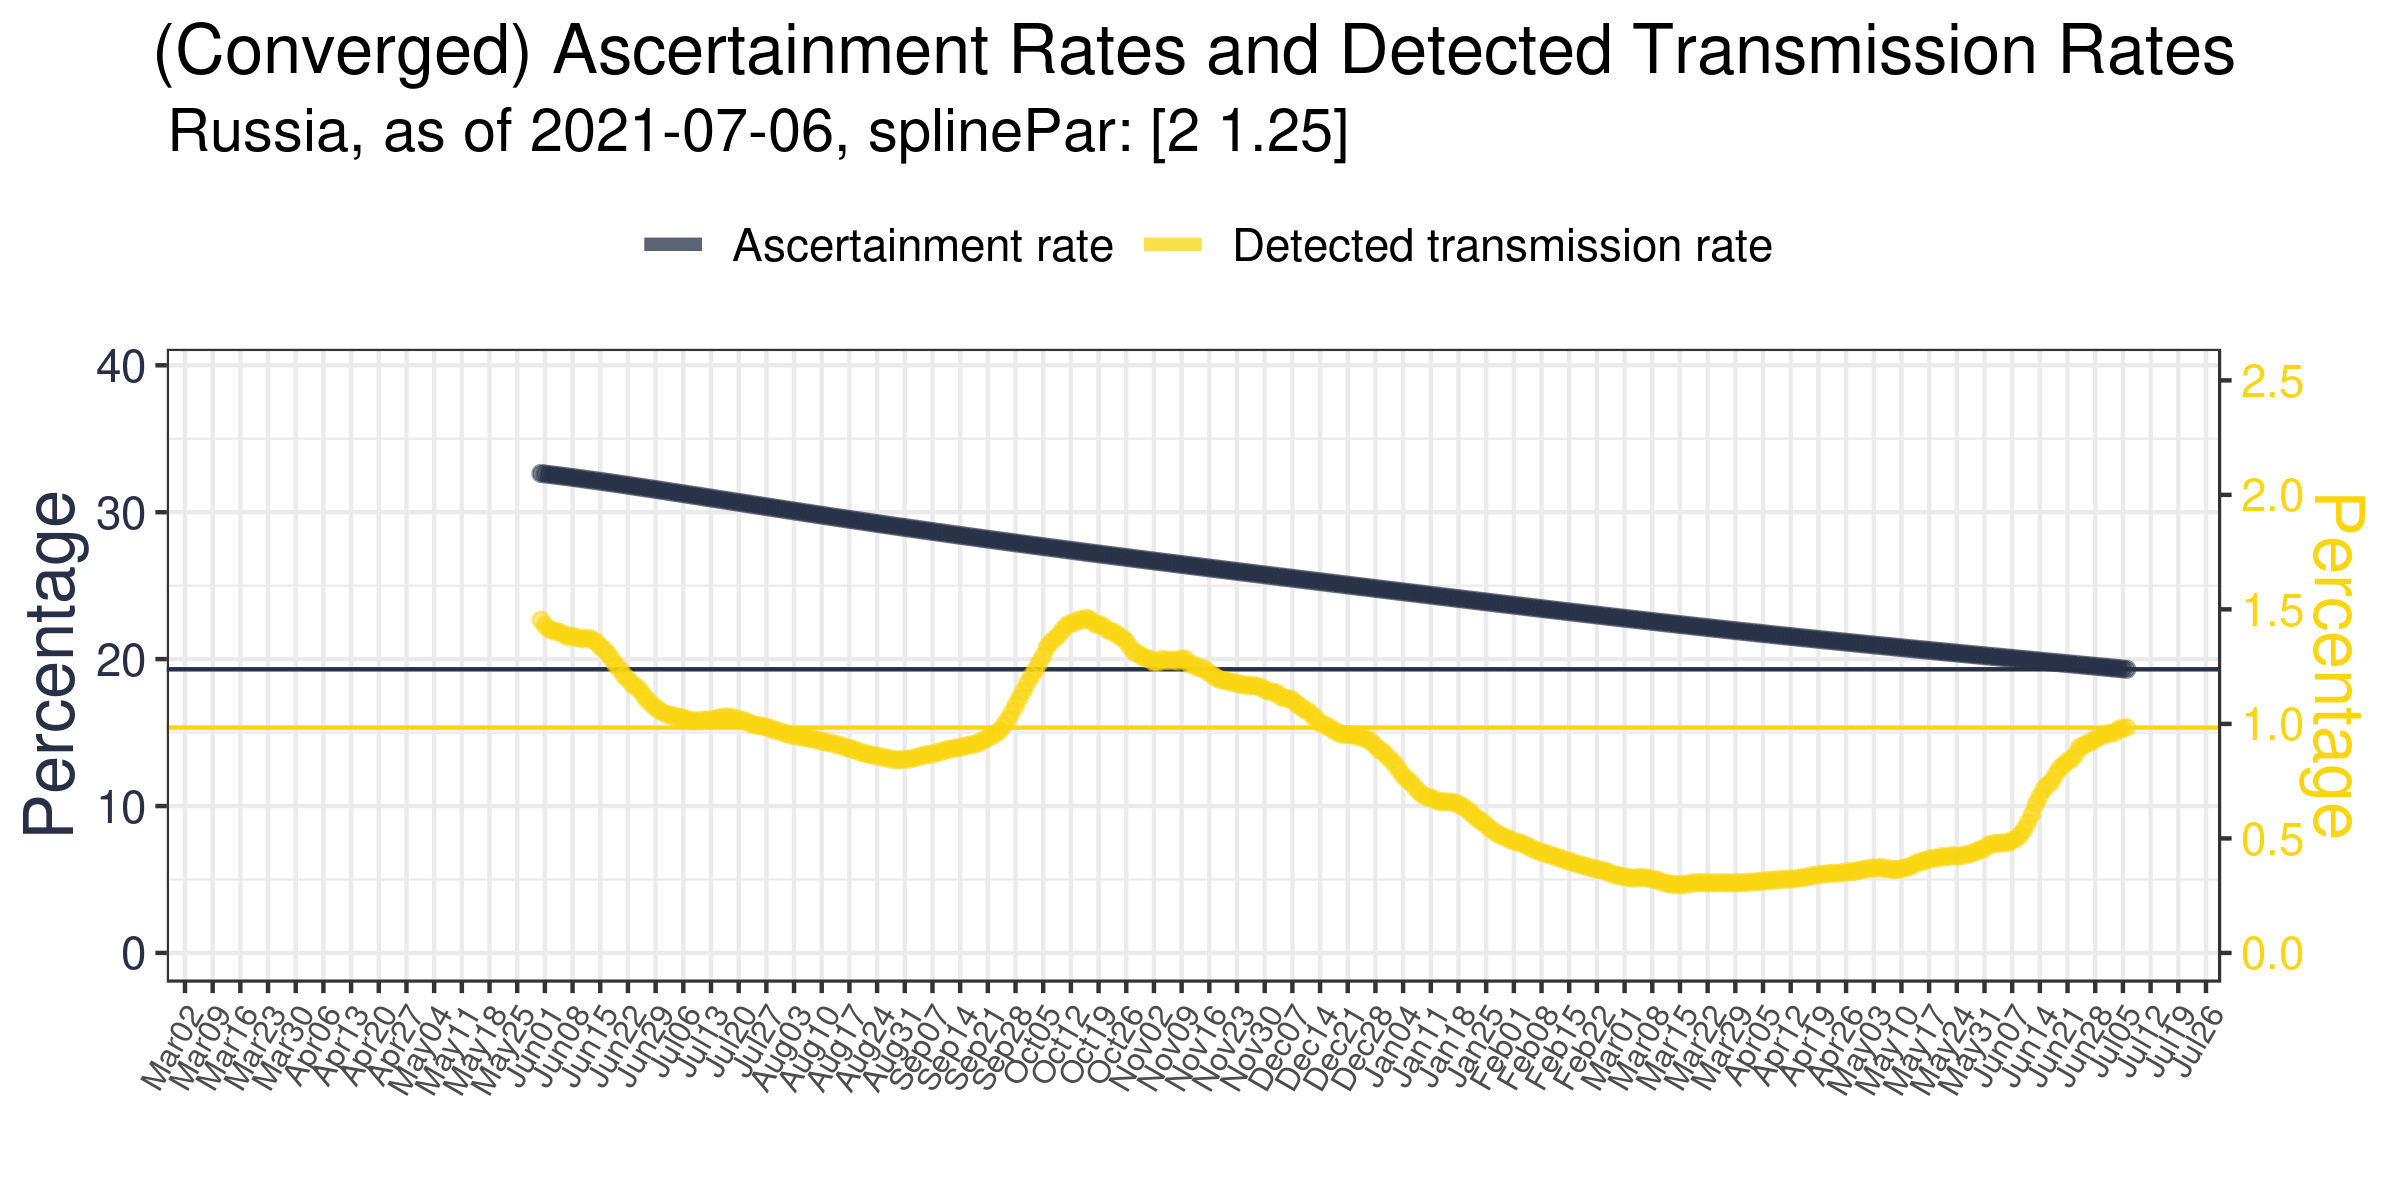 (Converged) Ascertainment Rates and Detected Transmission Rates
Russia, as of 2021-07-06, splinePar: [2 1.25]
Ascertainment rate
Detected transmission rate
Percentage
40
30
20
10
0
2.5
2.0
1.5
1.0
0.5
0.0
Percentage
Mar02
Mar09
Mar16
Mar23
Mar30
Apr06
Apr13
Apr20
Apr27
May04
May11
May18
May25
Jun01
Jun08
Jun15
Jun22
Jun29
Jul06
Jul13
Jul20
Jul27
Aug03
Aug10
Aug17
Aug24
Aug31
Sep07
Sep14
Sep21
Sep28
Oct05
Oct12
Oct19
Oct26
Nov02
Nov09
Nov16
Nov23
Nov30
Dec07
Dec14
Dec21
Dec28
Jan04
Jan11
Jan18
Jan25
Feb01
Feb08
Feb15
Feb22
Mar01
Mar08
Mar15
Mar22
Mar29
Apr05
Apr12
Apr19
Apr26
May03
May10
May17
May24
May31
Jun07
Jun14
Jun21
Jun28
Jul05
Jul12
Jul19
Jul26